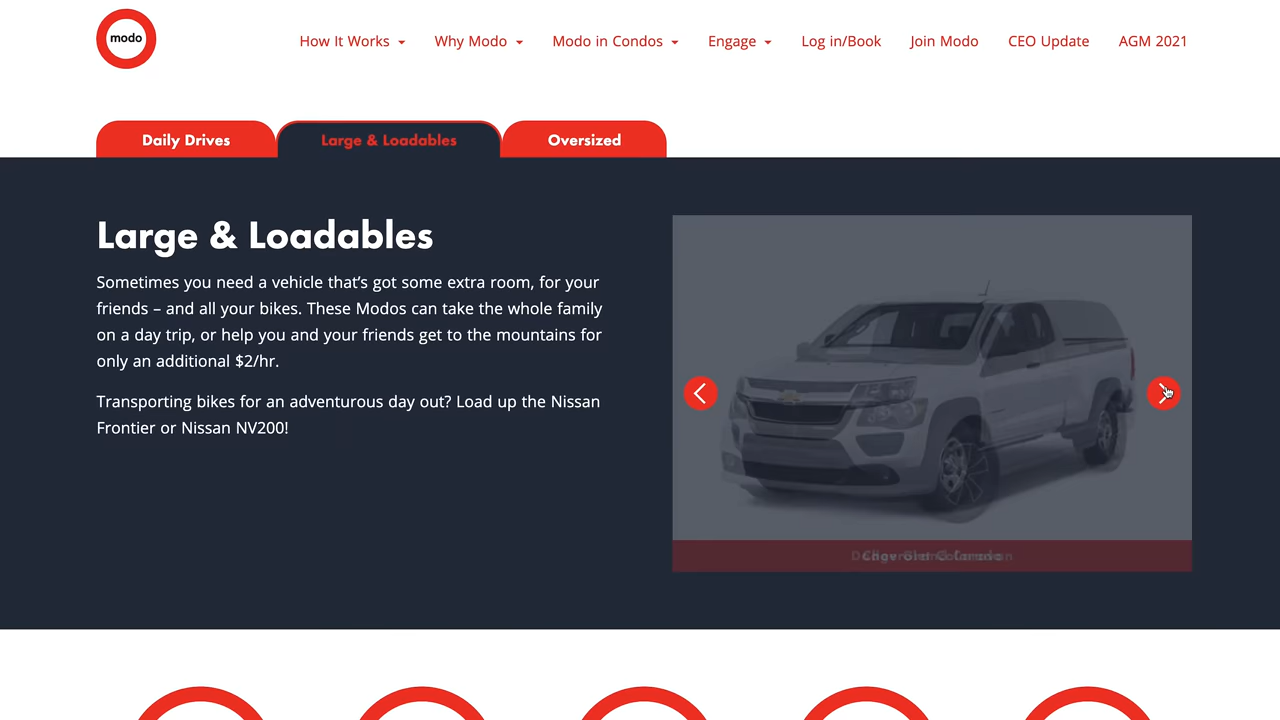 modo
How It Works
Why Modo
Modo in Condos
Engage
Log in/Book
Join Modo
CEO Update
AGM 2021
Daily Drives
Large & Loadables
Oversized
Large & Loadables
Sometimes you need a vehicle that’s got some extra room, for your
friends – and all your bikes. These Modos can take the whole family
on a day trip, or help you and your friends get to the mountains for
only an additional $2/hr.
Transporting bikes for an adventurous day out? Load up the Nissan
Frontier or Nissan NV200!